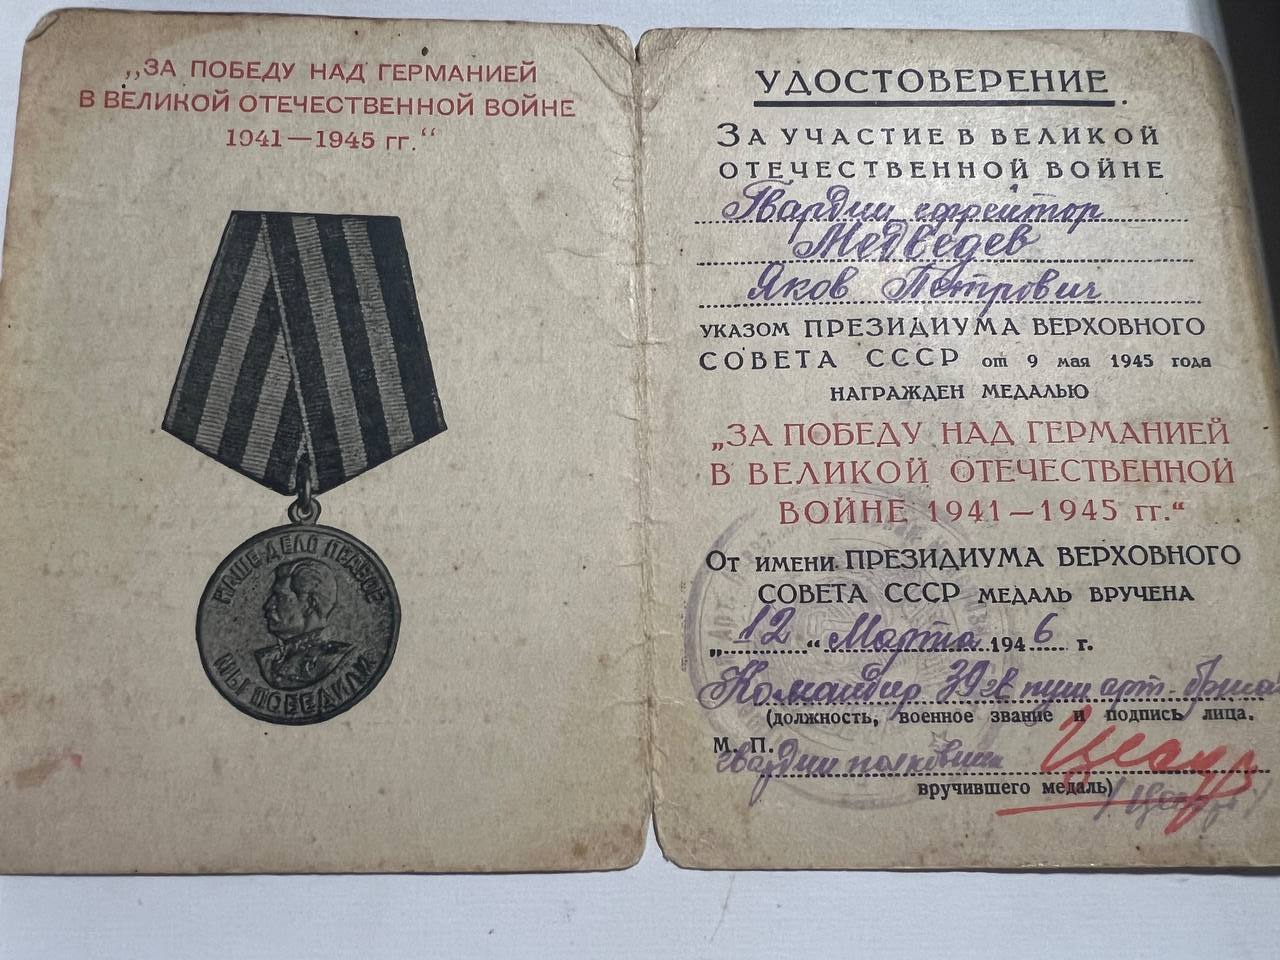 „ЗА ПОБЕДУ НАД ГЕРМАНИЕЙ
В ВЕЛИКОЙ ОТЕЧЕСТВЕННОЙ ВОЙНЕ
1941—1945 гг.“
НАШЕ ДЕЛО ПРАВОЕ
МЫ ПОБЕДИЛИ
УДОСТОВЕРЕНИЕ
ЗА УЧАСТИЕ В ВЕЛИКОЙ
ОТЕЧЕСТВЕННОЙ ВОЙНЕ
Гвардии ефрейтор
Медведев
Яков Петрович
УКАЗОМ ПРЕЗИДИУМА ВЕРХОВНОГО
СОВЕТА СССР от 9 мая 1945 года
НАГРАЖДЕН МЕДАЛЬЮ
„ЗА ПОБЕДУ НАД ГЕРМАНИЕЙ
В ВЕЛИКОЙ ОТЕЧЕСТВЕННОЙ
ВОЙНЕ 1941—1945 гг.“
ОТ ИМЕНИ ПРЕЗИДИУМА ВЕРХОВНОГО
СОВЕТА СССР МЕДАЛЬ ВРУЧЕНА
„12“ Марта 1946 г.
Командир 39й пуш арт.
(должность, военное звание и подпись лица.
М. П.
гвардии полковник
вручившего медаль)